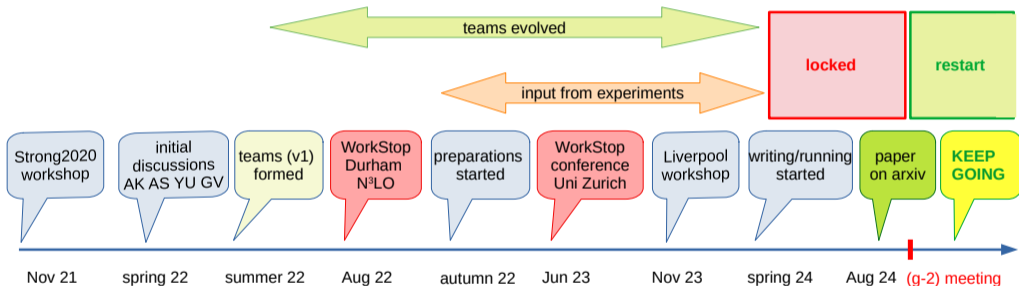 teams evolved
locked
restart
input from experiments
Strong2020
workshop
initial
discussions
AK AS YU GV
teams (v1)
formed
WorkStop
Durham
N³LO
preparations
started
WorkStop
conference
Uni Zurich
Liverpool
workshop
writing/running
started
paper
on arxiv
KEEP
GOING
Nov 21
spring 22
summer 22
Aug 22
autumn 22
Jun 23
Nov 23
spring 24
Aug 24
(g-2) meeting